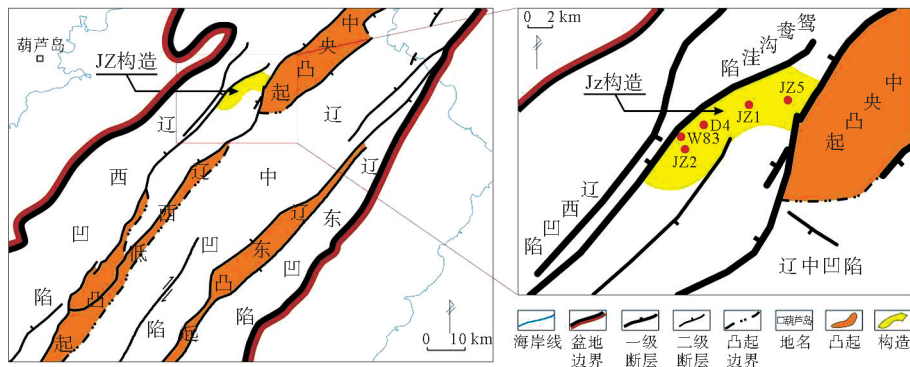 葫芦岛
JZ构造
中央凸起
辽西凹陷
辽西低凸起
辽中凹陷
辽东凸起
辽东凹陷
0 10 km
0 2 km
鸳鸯沟洼陷
Jz构造
JZ5
JZ1
D4
W83
JZ2
中央凸起
辽西凹陷
辽中凹陷
海岸线
盆地边界
一级断层
二级断层
凸起边界
葫芦岛
地名
凸起
构造